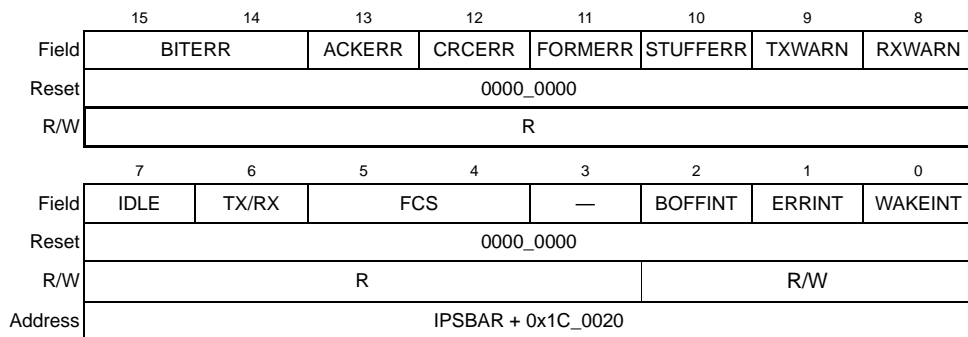 15 14 13 12 11 10 9 8
Field BITERR ACKERR CRCERR FORMERR STUFFERR TXWARN RXWARN
Reset 0000_0000
R/W R
7 6 5 4 3 2 1 0
Field IDLE TX/RX FCS — BOFFINT ERRINT WAKEINT
Reset 0000_0000
R/W R R/W
Address IPSBAR + 0x1C_0020